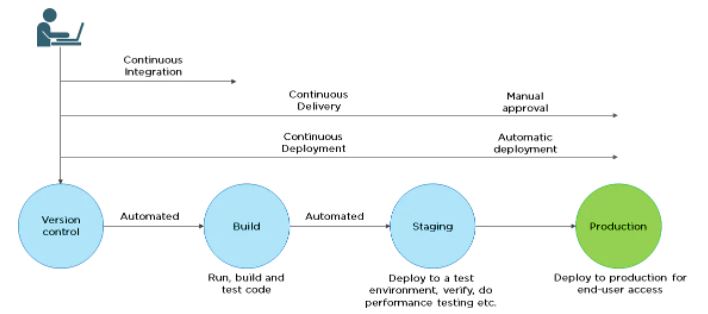 Continuous
Integration
Continuous
Delivery
Manual
approval
Continuous
Deployment
Automatic
deployment
Version
control
Automated
Build
Automated
Staging
Production
Run, build and
test code
Deploy to a test
environment, verify, do
performance testing etc.
Deploy to production for
end-user access